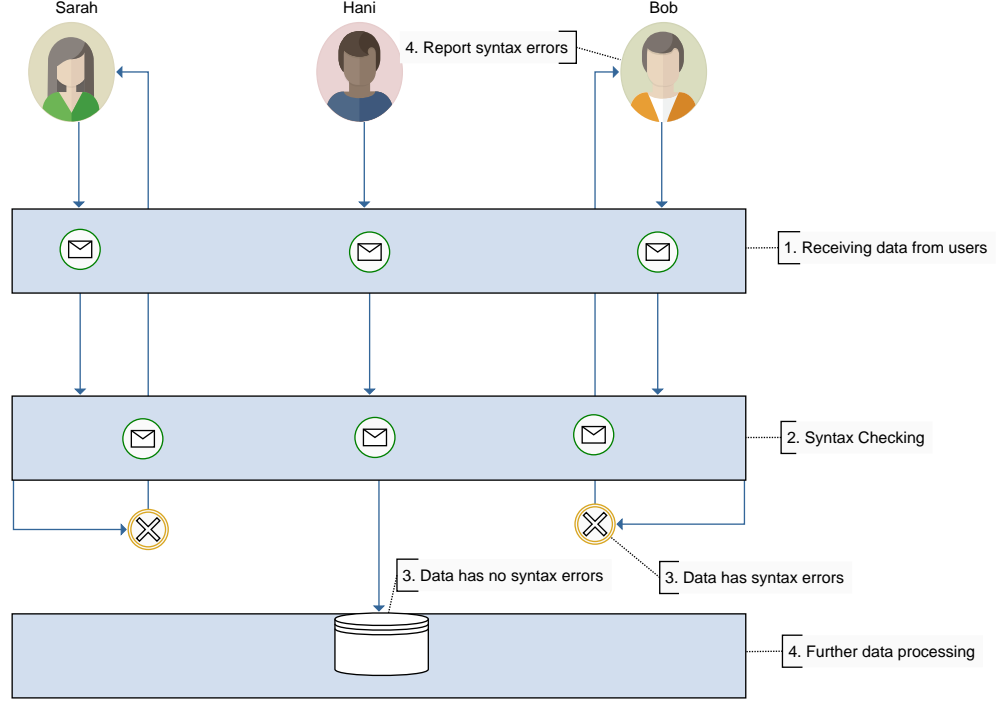 Sarah
Hani
Bob
4. Report syntax errors
1. Receiving data from users
2. Syntax Checking
3. Data has no syntax errors
3. Data has syntax errors
4. Further data processing